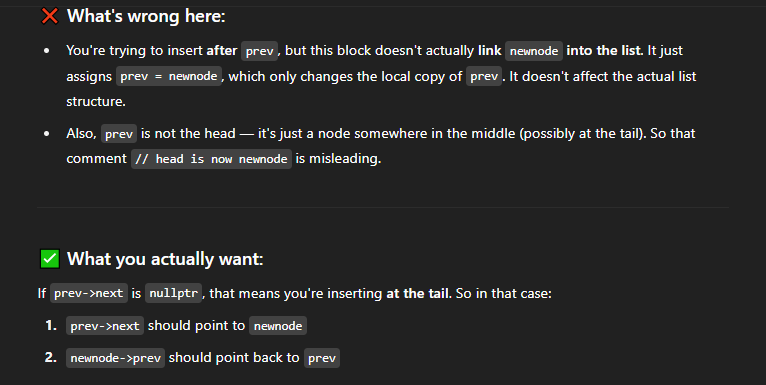 ❌ What's wrong here:
• You're trying to insert after prev, but this block doesn't actually link newnode into the list. It just
assigns prev = newnode, which only changes the local copy of prev. It doesn't affect the actual list
structure.
• Also, prev is not the head — it's just a node somewhere in the middle (possibly at the tail). So that
comment // head is now newnode is misleading.
✅ What you actually want:
If prev->next is nullptr, that means you're inserting at the tail. So in that case:
1. prev->next should point to newnode
2. newnode->prev should point back to prev